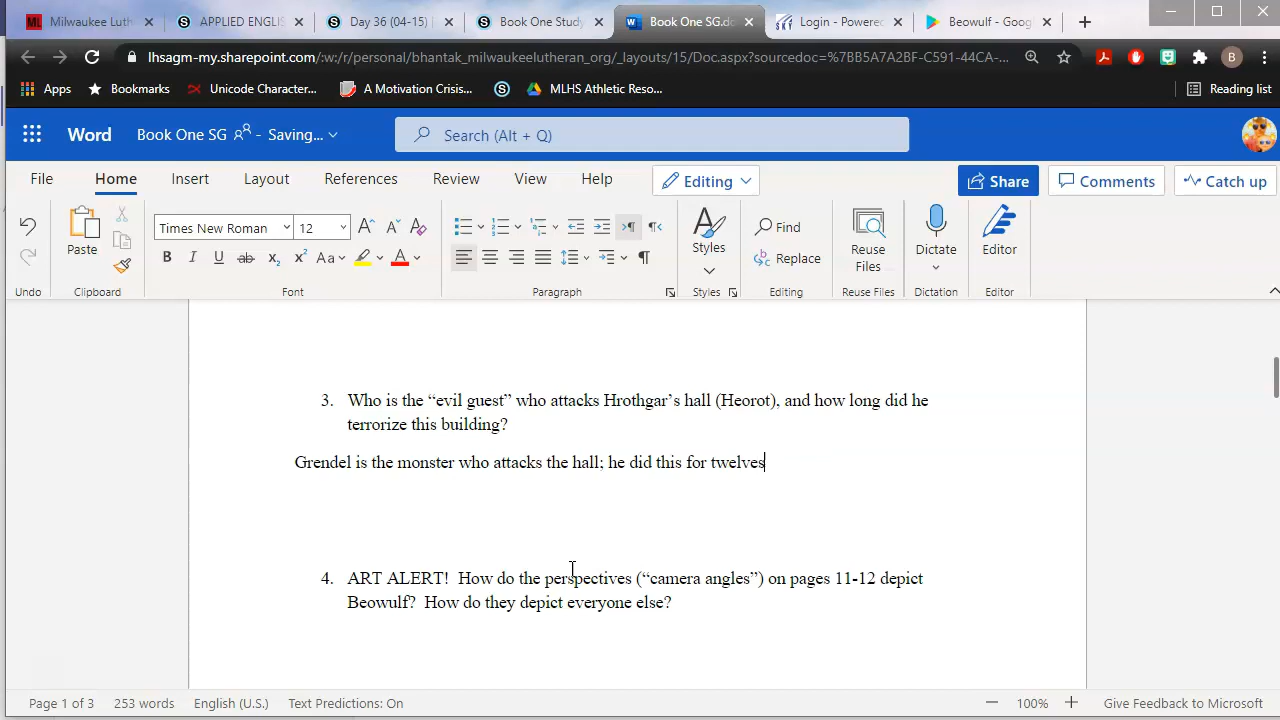 Milwaukee Luth
APPLIED ENGLIS
Day 36 (04-15) |
Book One Study
Book One SG.do
Login - Powered
Beowulf - Goog
lhsagm-my.sharepoint.com/:w:/r/personal/bhantak_milwaukeelutheran_org/_layouts/15/Doc.aspx?sourcedoc=%7BB5A7A2BF-C591-44CA-...
B
Apps
Bookmarks
Unicode Character...
A Motivation Crisis...
MLHS Athletic Reso...
Reading list
Word
Book One SG
- Saving...
Search (Alt + Q)
File
Home
Insert
Layout
References
Review
View
Help
Editing
Share
Comments
Catch up
Paste
Times New Roman
12
Styles
Find
Replace
Reuse
Files
Dictate
Editor
Undo
Clipboard
Font
Paragraph
Styles
Editing
Reuse Files
Dictation
Editor
3. Who is the “evil guest” who attacks Hrothgar’s hall (Heorot), and how long did he
terrorize this building?
Grendel is the monster who attacks the hall; he did this for twelves
4. ART ALERT! How do the perspectives (“camera angles”) on pages 11-12 depict
Beowulf? How do they depict everyone else?
Page 1 of 3
253 words
English (U.S.)
Text Predictions: On
100%
Give Feedback to Microsoft